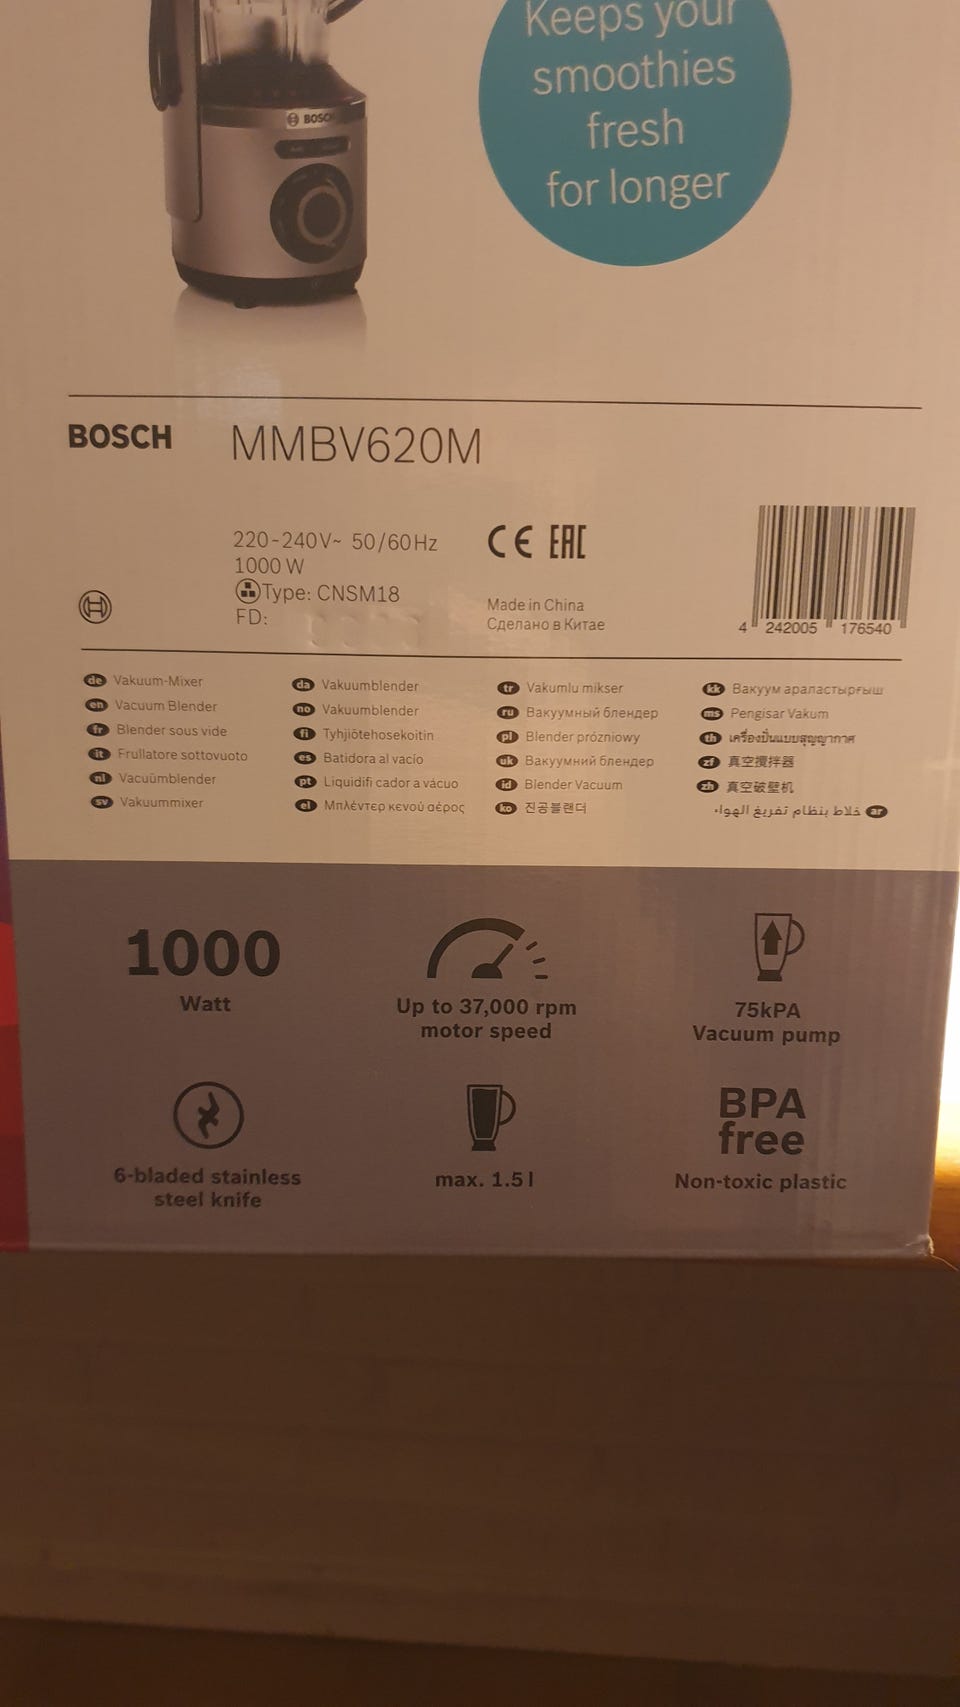 Keeps your
smoothies
fresh
for longer
BOSCH
BOSCH MMBV620M
220-240V~ 50/60Hz
1000 W
Type: CNSM18
FD:
CE EAC
Made in China
Сделано в Китае
4 242005 176540
de Vakuum-Mixer
en Vacuum Blender
fr Blender sous vide
it Frullatore sottovuoto
nl Vacuümblender
sv Vakuummixer
da Vakuumblender
no Vakuumblender
fi Tyhjiötehosekoitin
es Batidora al vacío
pt Liquidifi cador a vácuo
el Μπλέντερ κενού αέρος
tr Vakumlu mikser
ru Вакуумный блендер
pl Blender próżniowy
uk Вакуумний блендер
id Blender Vacuum
ko 진공블랜더
kk Вакуум араластырғыш
ms Pengisar Vakum
th เครื่องปั่นแบบสุญญากาศ
zf 真空攪拌器
zh 真空破壁机
ar خلاط بنظام تفريغ الهواء،
1000
Watt
Up to 37,000 rpm
motor speed
75kPA
Vacuum pump
6-bladed stainless
steel knife
max. 1.5 l
BPA
free
Non-toxic plastic